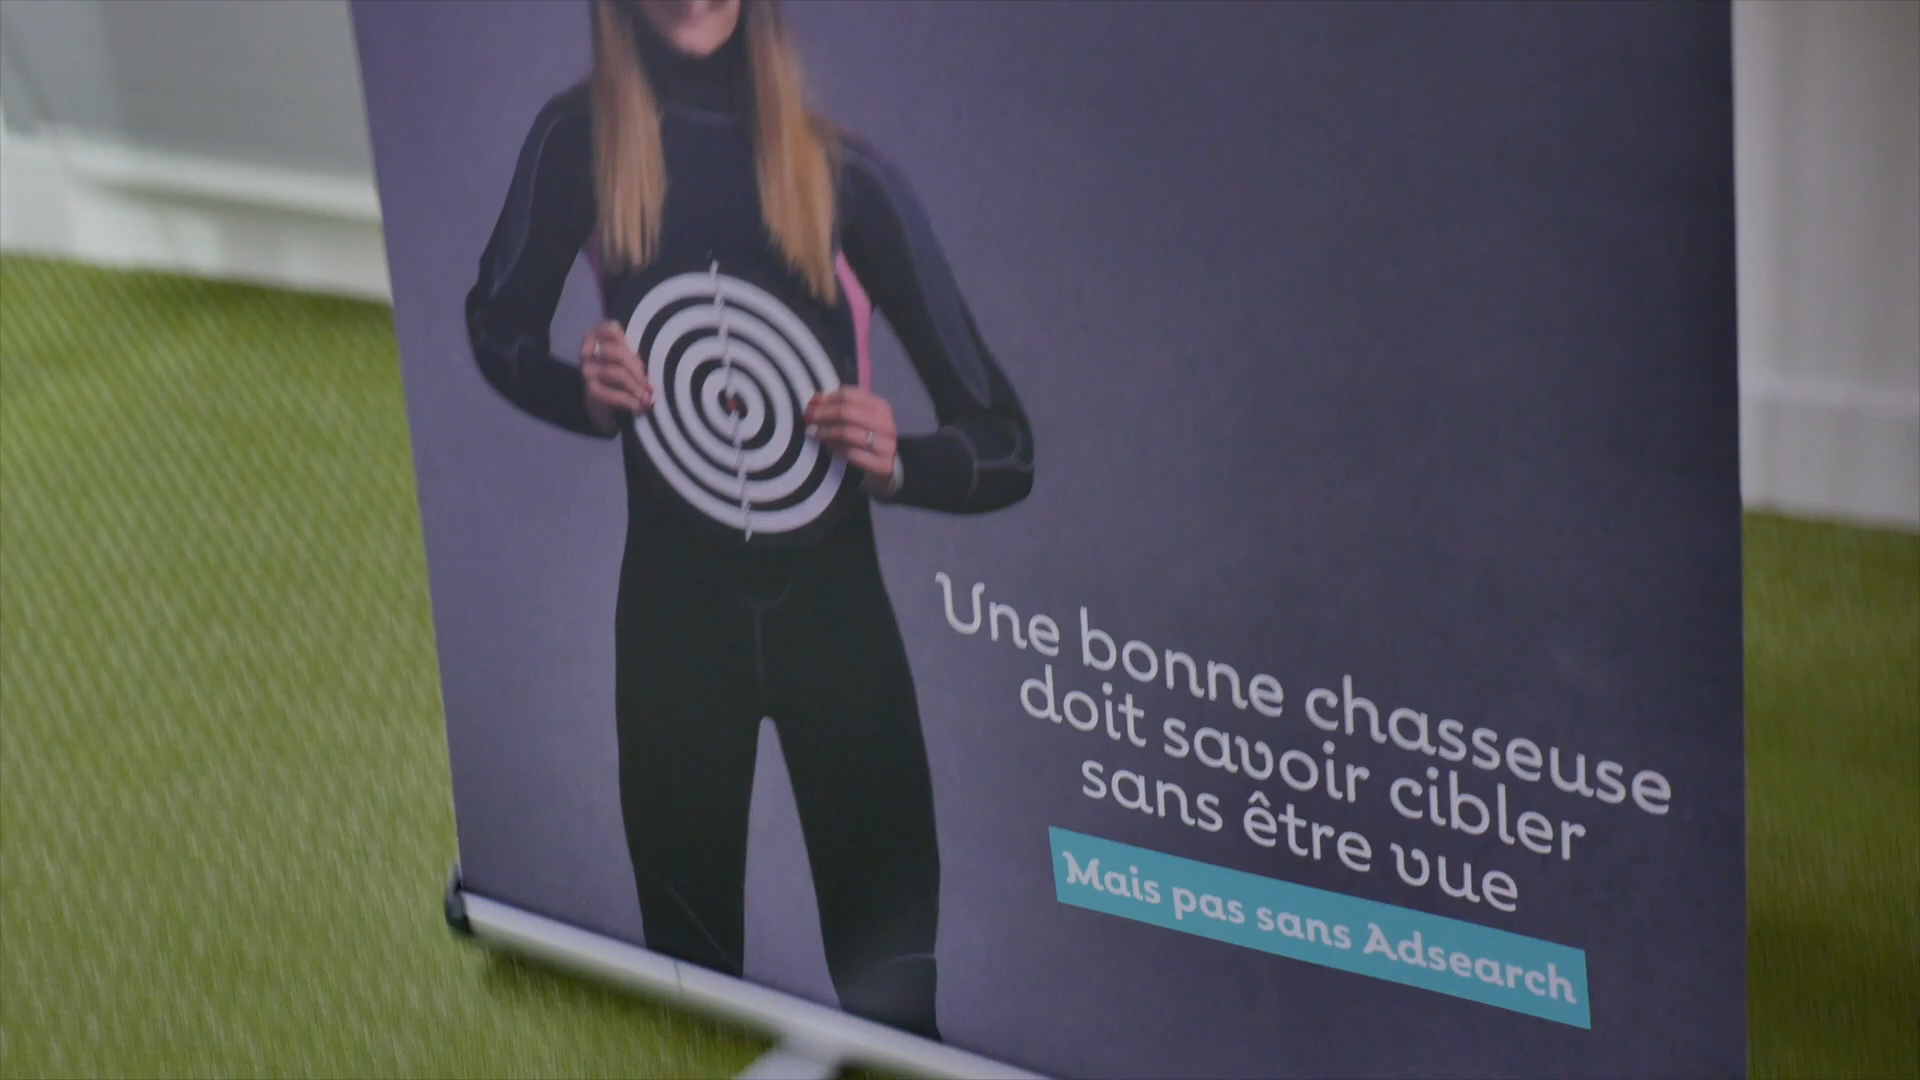 Une bonne chasseuse
doit savoir cibler
sans être vue
Mais pas sans Adsearch